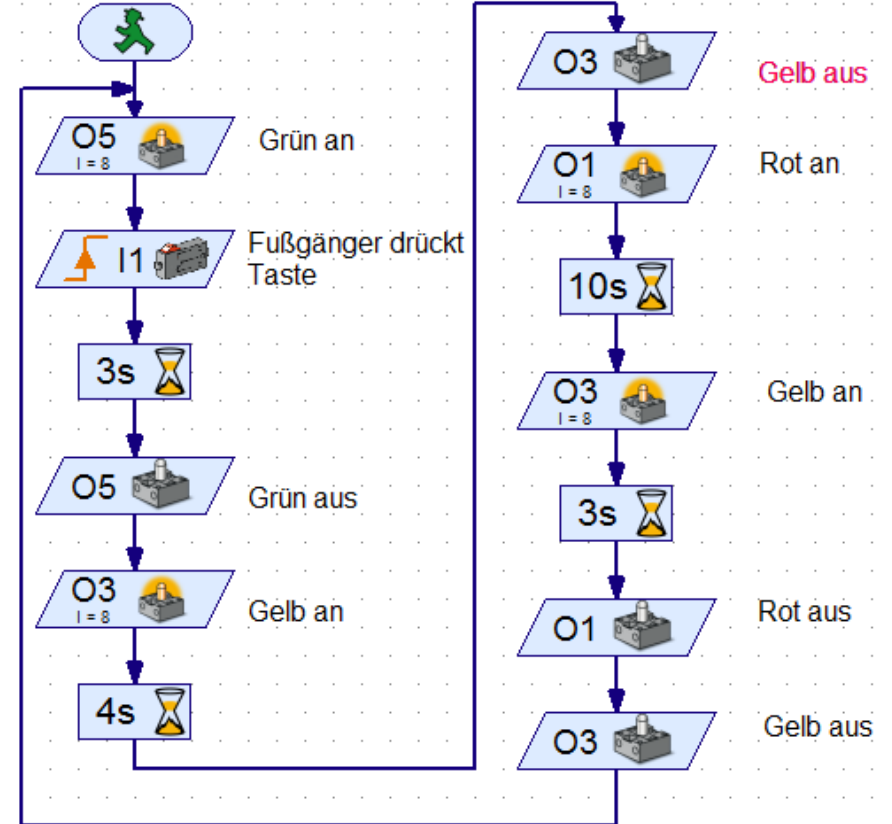 O5
I = 8
Grün an
I1
Fußgänger drückt
Taste
3s
O5
Grün aus
O3
I = 8
Gelb an
4s
O3
Gelb aus
O1
I = 8
Rot an
10s
O3
I = 8
Gelb an
3s
O1
Rot aus
O3
Gelb aus